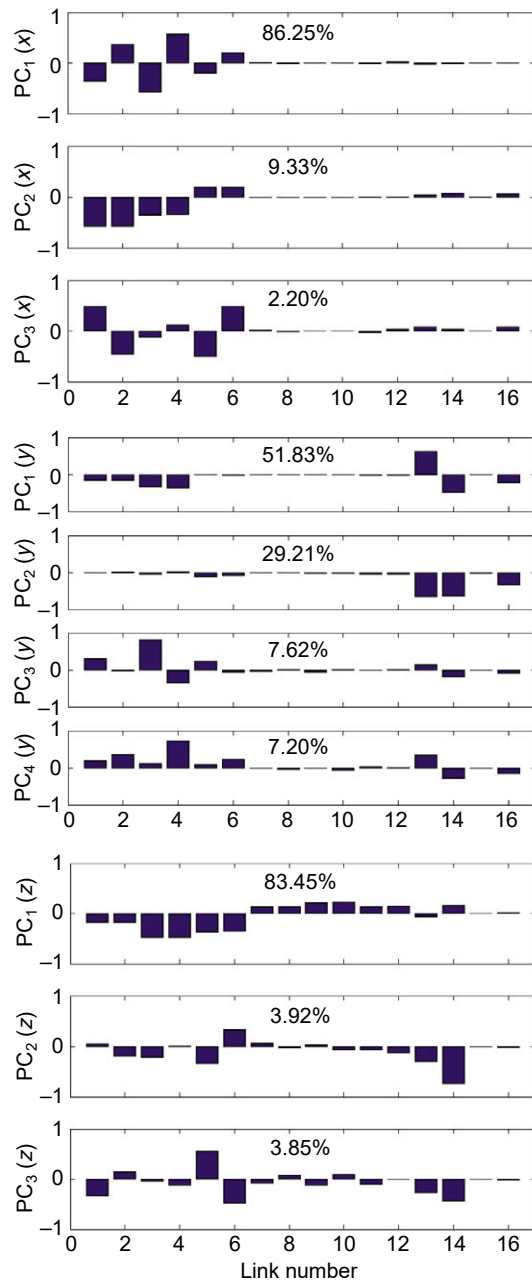 1
PC1 (x)
0
–1
86.25%
1
PC2 (x)
0
–1
9.33%
1
PC3 (x)
0
–1
2.20%
0 2 4 6 8 10 12 14 16
1
PC1 (y)
0
–1
51.83%
1
PC2 (y)
0
–1
29.21%
1
PC3 (y)
0
–1
7.62%
1
PC4 (y)
0
–1
7.20%
0 2 4 6 8 10 12 14 16
1
PC1 (z)
0
–1
83.45%
1
PC2 (z)
0
–1
3.92%
1
PC3 (z)
0
–1
3.85%
0 2 4 6 8 10 12 14 16
Link number